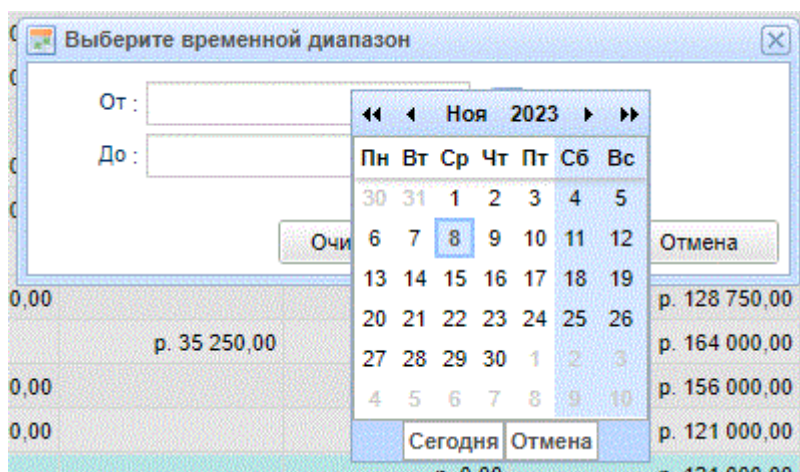 Выберите временной диапазон
От :
До :
Ноя 2023
Пн Вт Ср Чт Пт Сб Вс
30 31 1 2 3 4 5
6 7 8 9 10 11 12
13 14 15 16 17 18 19
20 21 22 23 24 25 26
27 28 29 30 1 2 3
4 5 6 7 8 9 10
Сегодня Отмена
Очи
Отмена
0,00 р. 128 750,00
р. 35 250,00 р. 164 000,00
0,00 р. 156 000,00
0,00 р. 121 000,00